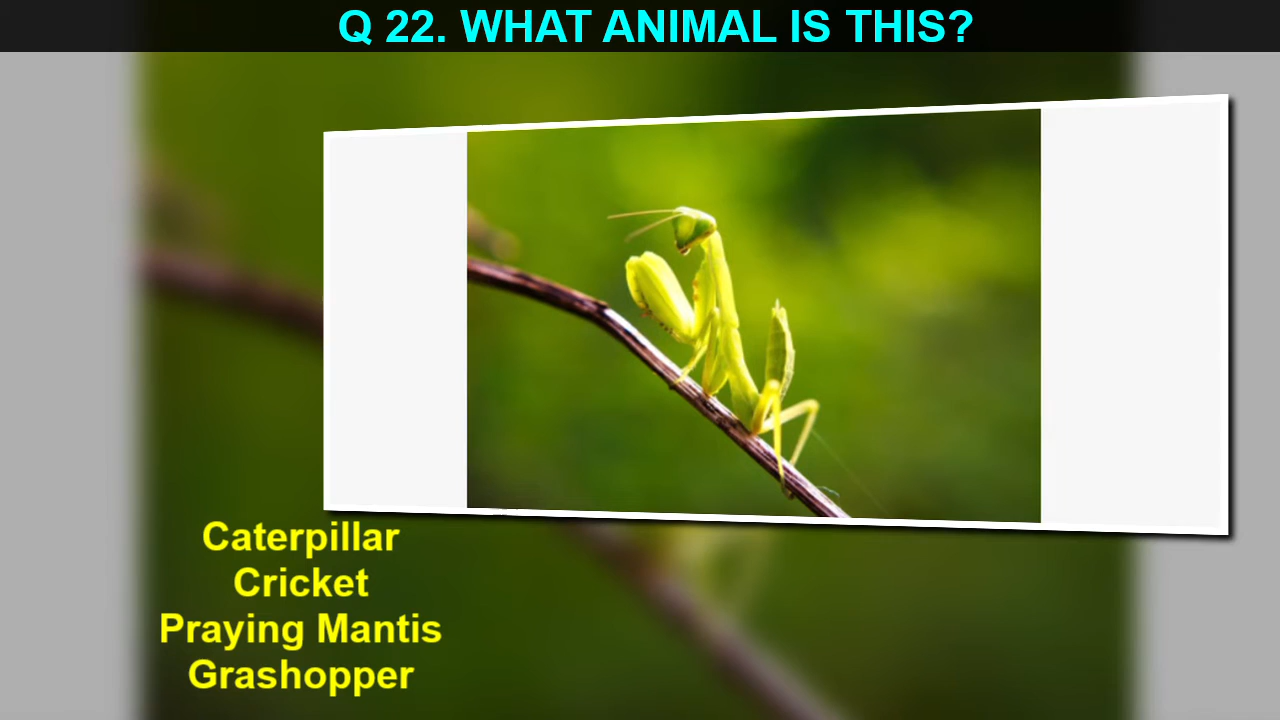 Q 22. WHAT ANIMAL IS THIS?
Caterpillar
Cricket
Praying Mantis
Grashopper